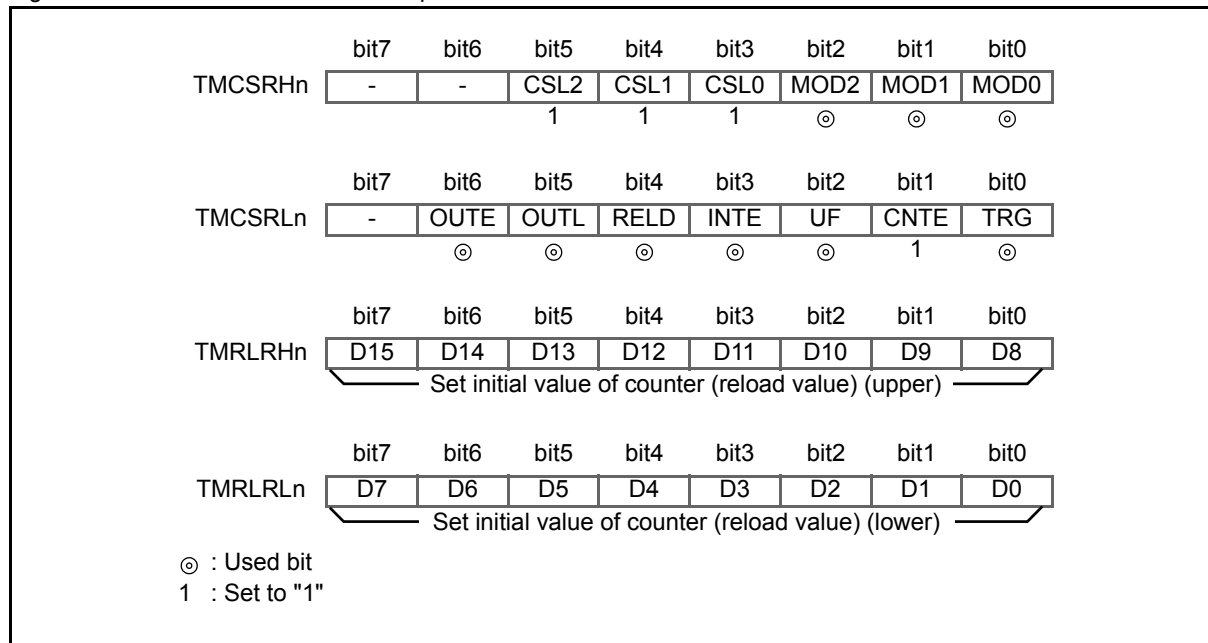 bit7 bit6 bit5 bit4 bit3 bit2 bit1 bit0
TMCSRHn - - CSL2 CSL1 CSL0 MOD2 MOD1 MOD0
1 1 1 ◎ ◎ ◎
bit7 bit6 bit5 bit4 bit3 bit2 bit1 bit0
TMCSRLn - OUTE OUTL RELD INTE UF CNTE TRG
◎ ◎ ◎ ◎ ◎ 1 ◎
bit7 bit6 bit5 bit4 bit3 bit2 bit1 bit0
TMRLRHn D15 D14 D13 D12 D11 D10 D9 D8
Set initial value of counter (reload value) (upper)
bit7 bit6 bit5 bit4 bit3 bit2 bit1 bit0
TMRLRLn D7 D6 D5 D4 D3 D2 D1 D0
Set initial value of counter (reload value) (lower)
◎ : Used bit
1 : Set to "1"